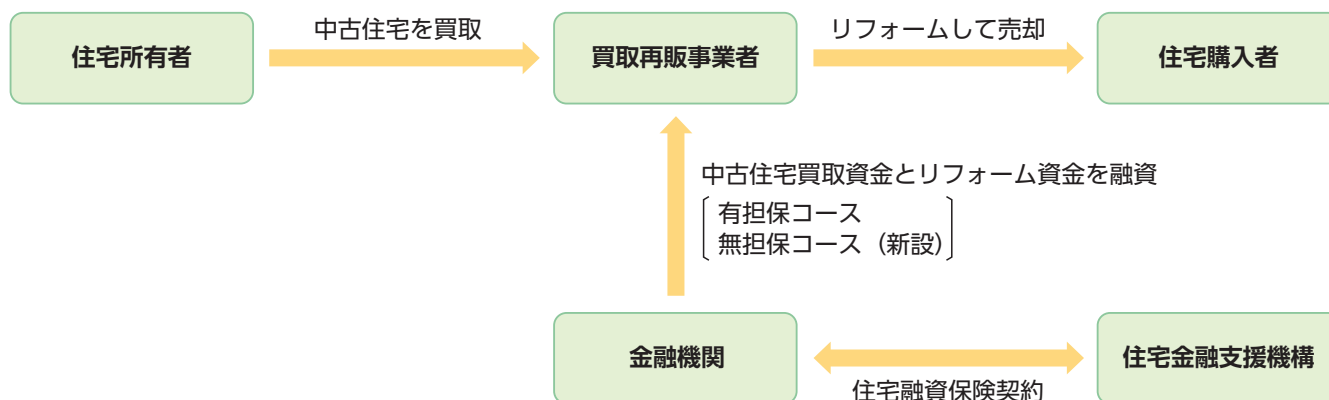 住宅所有者
中古住宅を買取
買取再販事業者
リフォームして売却
住宅購入者
中古住宅買取資金とリフォーム資金を融資
有担保コース
無担保コース（新設）
金融機関
住宅融資保険契約
住宅金融支援機構